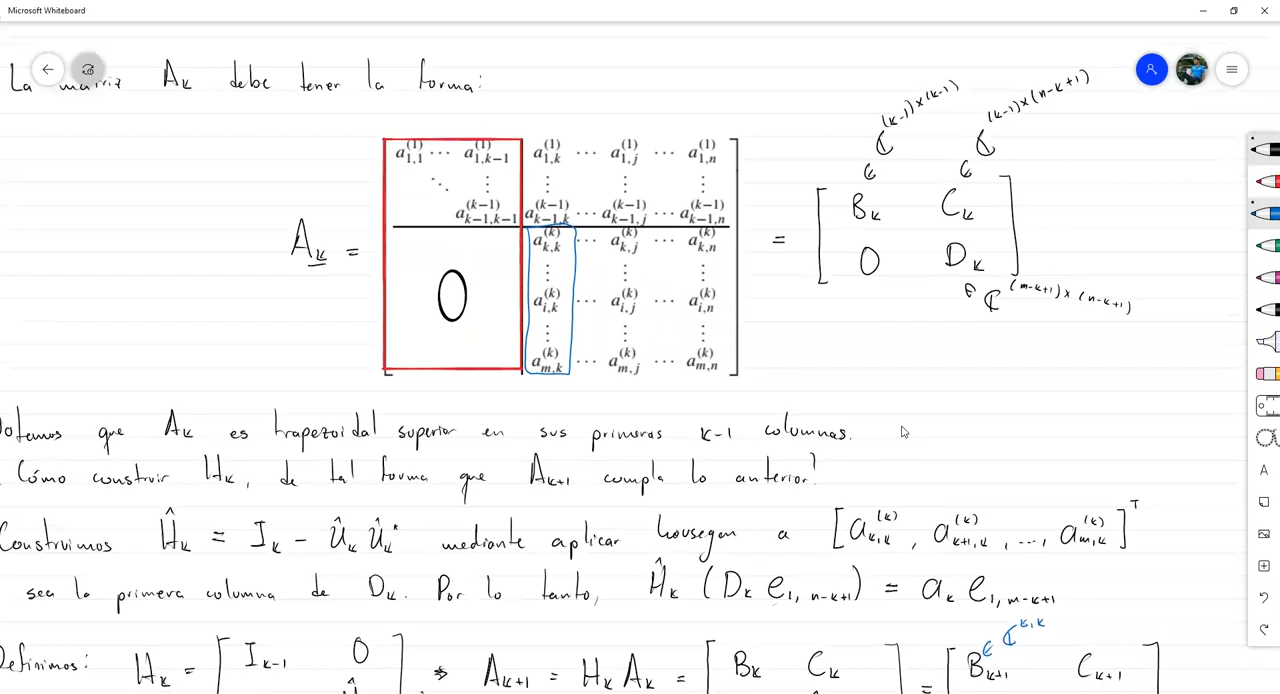 Microsoft Whiteboard
La matriz A_k debe tener la forma:
A_k = [ a_{1,1}^{(1)} ⋯ a_{1,k-1}^{(1)} a_{1,k}^{(1)} ⋯ a_{1,j}^{(1)} ⋯ a_{1,n}^{(1)}
⋱ ⋮ ⋮ ⋮ ⋮
a_{k-1,k-1}^{(k-1)} a_{k-1,k}^{(k-1)} ⋯ a_{k-1,j}^{(k-1)} ⋯ a_{k-1,n}^{(k-1)}
0 a_{k,k}^{(k)} ⋯ a_{k,j}^{(k)} ⋯ a_{k,n}^{(k)}
⋮ ⋮ ⋮
a_{i,k}^{(k)} ⋯ a_{i,j}^{(k)} ⋯ a_{i,n}^{(k)}
⋮ ⋮ ⋮
a_{m,k}^{(k)} ⋯ a_{m,j}^{(k)} ⋯ a_{m,n}^{(k)} ]
= [ B_k C_k
0 D_k ]
∈ ℂ^{(k-1)×(k-1)}
∈ ℂ^{(k-1)×(n-k+1)}
∈ ℂ^{(m-k+1)×(n-k+1)}
otamos que A_k es trapezoidal superior en sus primeras k-1 columnas.
Cómo construir H_k, de tal forma que A_{k+1} cumpla lo anterior?
Construimos Ĥ_k = I_k - û_k û_k^* mediante aplicar housegen a [a_{k,k}^{(k)}, a_{k+1,k}^{(k)}, ..., a_{m,k}^{(k)}]^T
sea la primera columna de D_k. Por lo tanto, Ĥ_k (D_k e_{1,n-k+1}) = a_k e_{1,m-k+1}
Definimos: H_k = [ I_{k-1} 0 ] ⇒ A_{k+1} = H_k A_k = [ B_k C_k ] = [ B_{k+1} ∈ ℂ^{k,k} C_{k+1} ]
A